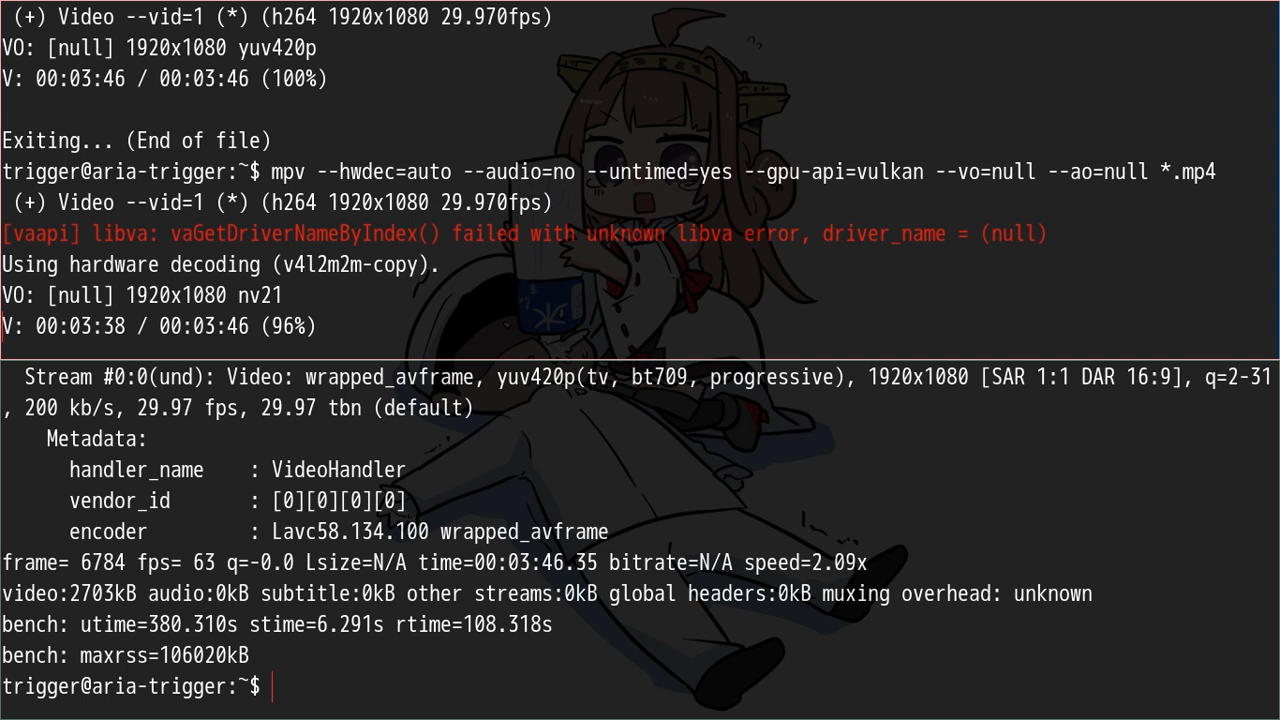 (+) Video --vid=1 (*) (h264 1920x1080 29.970fps)
VO: [null] 1920x1080 yuv420p
V: 00:03:46 / 00:03:46 (100%)
Exiting... (End of file)
trigger@aria-trigger:~$ mpv --hwdec=auto --audio=no --untimed=yes --gpu-api=vulkan --vo=null --ao=null *.mp4
(+) Video --vid=1 (*) (h264 1920x1080 29.970fps)
[vaapi] libva: vaGetDriverNameByIndex() failed with unknown libva error, driver_name = (null)
Using hardware decoding (v4l2m2m-copy).
VO: [null] 1920x1080 nv21
V: 00:03:38 / 00:03:46 (96%)
Stream #0:0(und): Video: wrapped_avframe, yuv420p(tv, bt709, progressive), 1920x1080 [SAR 1:1 DAR 16:9], q=2-31
, 200 kb/s, 29.97 fps, 29.97 tbn (default)
Metadata:
handler_name    : VideoHandler
vendor_id       : [0][0][0][0]
encoder         : Lavc58.134.100 wrapped_avframe
frame= 6784 fps= 63 q=-0.0 Lsize=N/A time=00:03:46.35 bitrate=N/A speed=2.09x
video:2703kB audio:0kB subtitle:0kB other streams:0kB global headers:0kB muxing overhead: unknown
bench: utime=380.310s stime=6.291s rtime=108.318s
bench: maxrss=106020kB
trigger@aria-trigger:~$